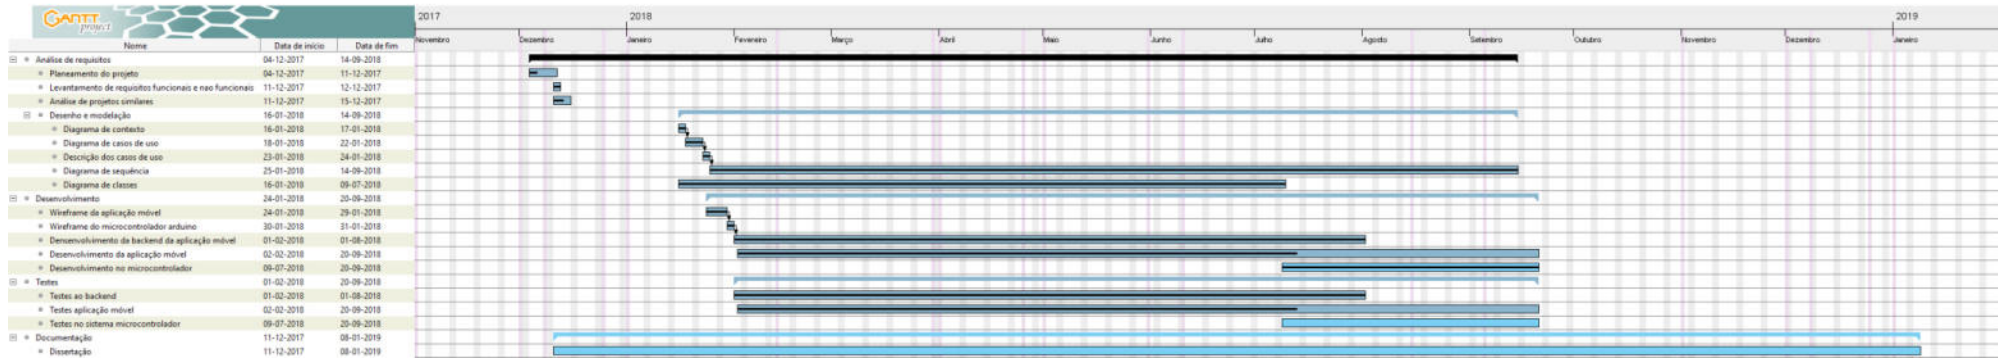 GANTT project
2017 2018 2019
Novembro Dezembro Janeiro Fevereiro Março Abril Maio Junho Julho Agosto Setembro Outubro Novembro Dezembro Janeiro
Nome Data de início Data de fim
Análise de requisitos 04-12-2017 14-09-2018
Planeamento do projeto 04-12-2017 11-12-2017
Levantamento de requisitos funcionais e nao funcionais 11-12-2017 12-12-2017
Análise de projetos similares 11-12-2017 15-12-2017
Desenho e modelação 16-01-2018 14-09-2018
Diagrama de contexto 16-01-2018 17-01-2018
Diagrama de casos de uso 18-01-2018 22-01-2018
Descrição dos casos de uso 23-01-2018 24-01-2018
Diagrama de sequência 25-01-2018 14-09-2018
Diagrama de classes 16-01-2018 09-07-2018
Desenvolvimento 24-01-2018 20-09-2018
Wireframe da aplicação móvel 24-01-2018 29-01-2018
Wireframe do microcontrolador arduino 30-01-2018 31-01-2018
Densenvolvimento da backend da aplicação móvel 01-02-2018 01-08-2018
Desenvolvimento da aplicação móvel 02-02-2018 20-09-2018
Desenvolvimento no microcontrolador 09-07-2018 20-09-2018
Testes 01-02-2018 20-09-2018
Testes ao backend 01-02-2018 01-08-2018
Testes aplicação móvel 02-02-2018 20-09-2018
Testes no sistema microcontrolador 09-07-2018 20-09-2018
Documentação 11-12-2017 08-01-2019
Dissertação 11-12-2017 08-01-2019